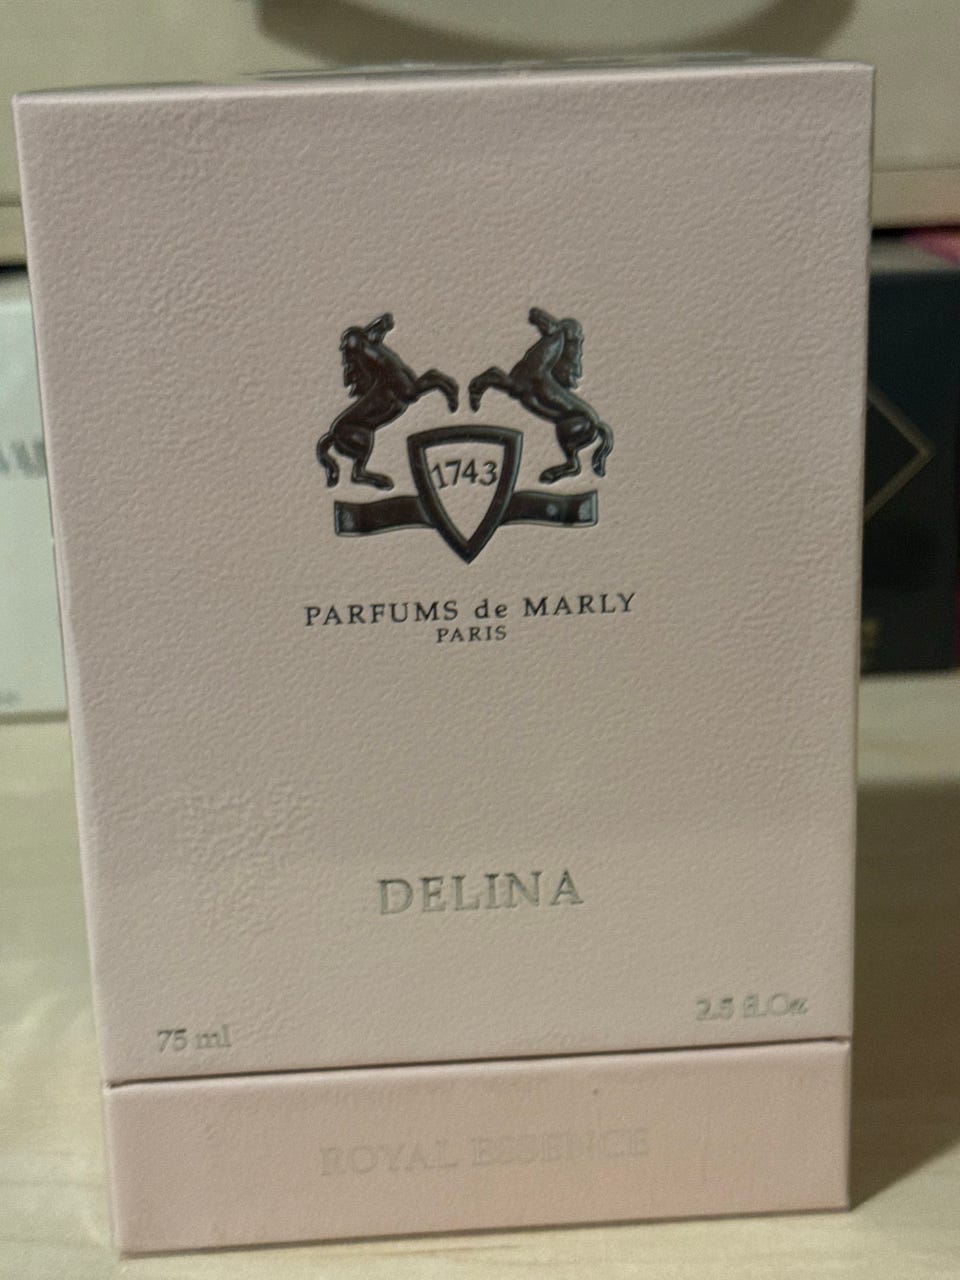 1743
PARFUMS de MARLY
PARIS
DELINA
75 ml
2.5 fl.Oz
ROYAL ESSENCE